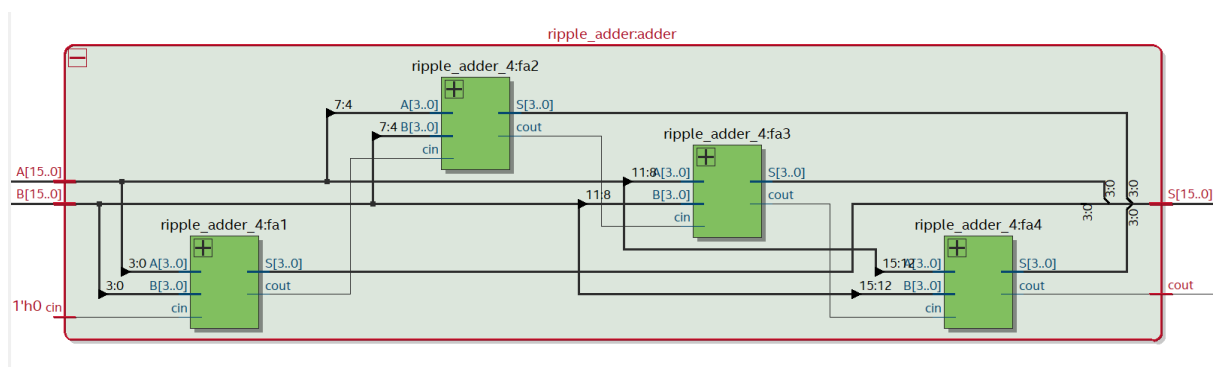 ripple_adder:adder
ripple_adder_4:fa2
7:4 A[3..0] S[3..0]
7:4 B[3..0] cout
cin
ripple_adder_4:fa3
A[15..0]
11:8 A[3..0] S[3..0]
B[15..0]
11:8 B[3..0] cout
cin
3:0
3:0
3:0
3:0
S[15..0]
ripple_adder_4:fa1
3:0 A[3..0] S[3..0]
3:0 B[3..0] cout
1'h0 cin
cin
ripple_adder_4:fa4
15:12 A[3..0] S[3..0]
15:12 B[3..0] cout
cin
cout